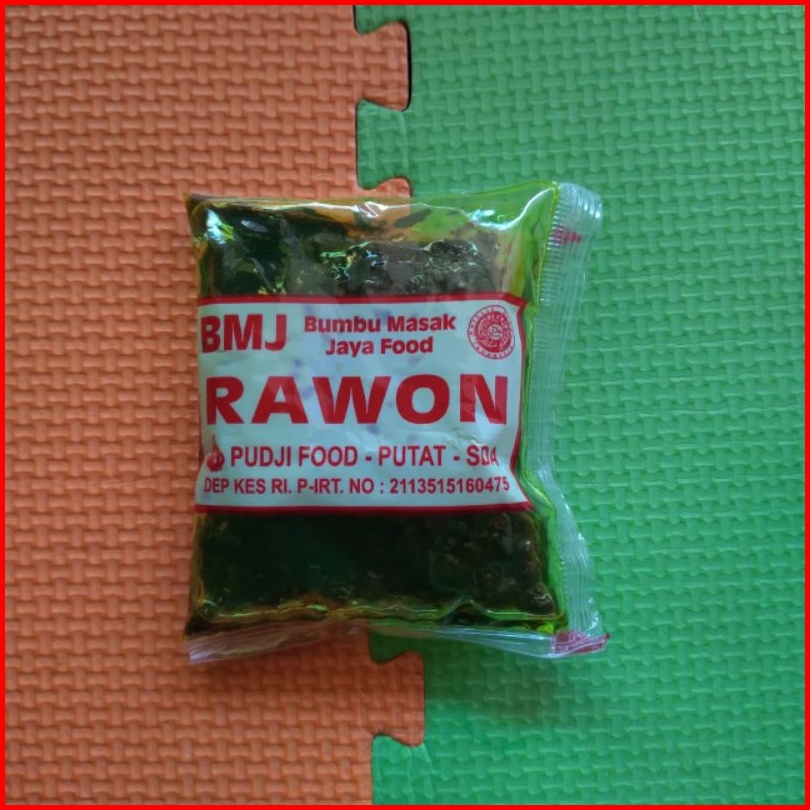 BMJ Bumbu Masak
Jaya Food
RAWON
PUDJI FOOD - PUTAT - SDA
DEP KES RI. P-IRT. NO : 2113515160475